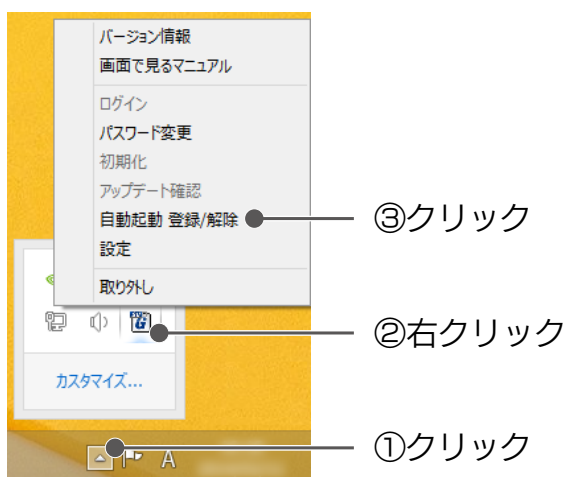 バージョン情報
画面で見るマニュアル
ログイン
パスワード変更
初期化
アップデート確認
自動起動 登録/解除
設定
取り外し
カスタマイズ...
A
③クリック
②右クリック
①クリック